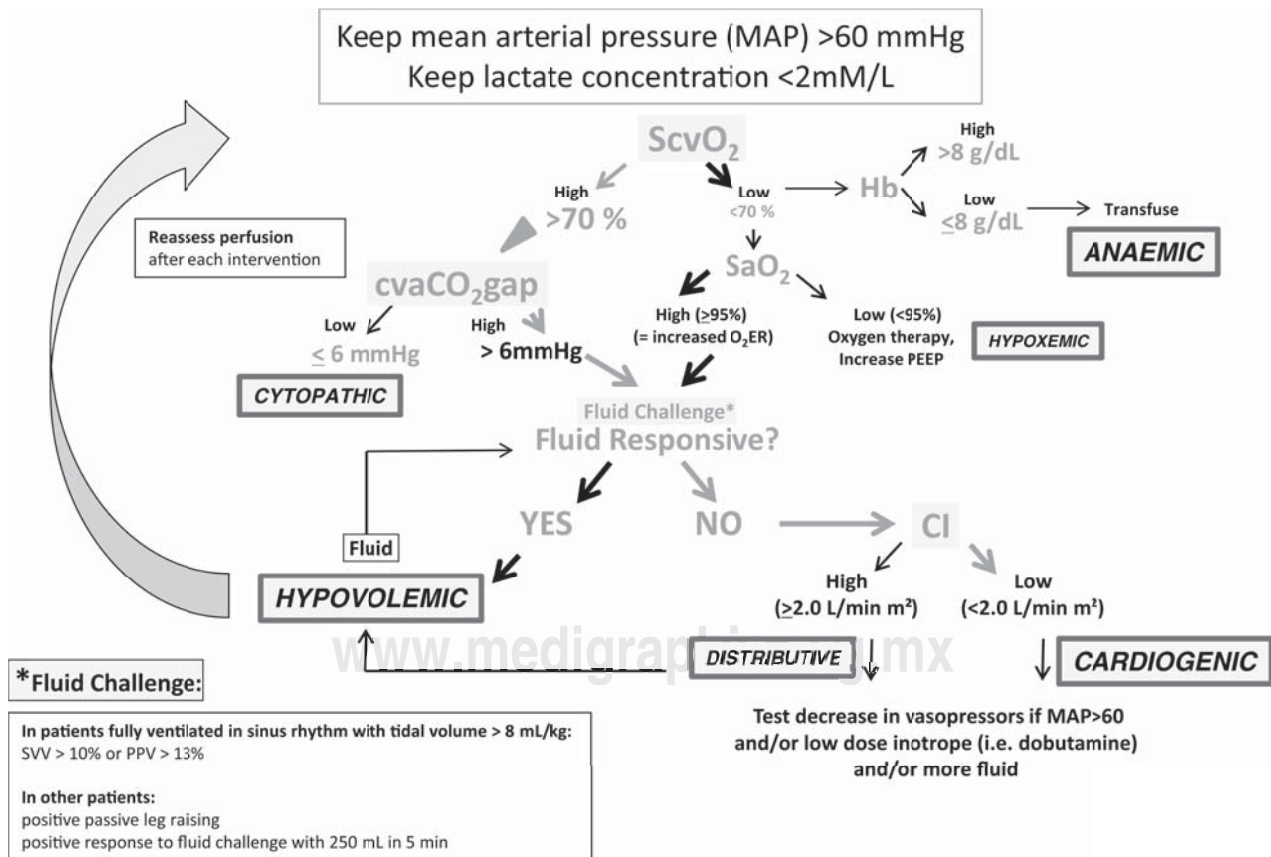 Keep mean arterial pressure (MAP) >60 mmHg
Keep lactate concentration <2mM/L
ScvO₂
High
>70 %
Low
<70 %
Hb
High
>8 g/dL
Low
≤8 g/dL
Transfuse
ANAEMIC
Reassess perfusion
after each intervention
cvaCO₂gap
Low
≤ 6 mmHg
CYTOPATHIC
High
> 6mmHg
SaO₂
High (≥95%)
(= increased O₂ER)
Low (<95%)
Oxygen therapy,
Increase PEEP
HYPOXEMIC
Fluid Challenge*
Fluid Responsive?
YES
NO
CI
Fluid
HYPOVOLEMIC
High
(≥2.0 L/min m²)
Low
(<2.0 L/min m²)
DISTRIBUTIVE
CARDIOGENIC
Test decrease in vasopressors if MAP>60
and/or low dose inotrope (i.e. dobutamine)
and/or more fluid
*Fluid Challenge:
In patients fully ventilated in sinus rhythm with tidal volume > 8 mL/kg:
SVV > 10% or PPV > 13%
In other patients:
positive passive leg raising
positive response to fluid challenge with 250 mL in 5 min